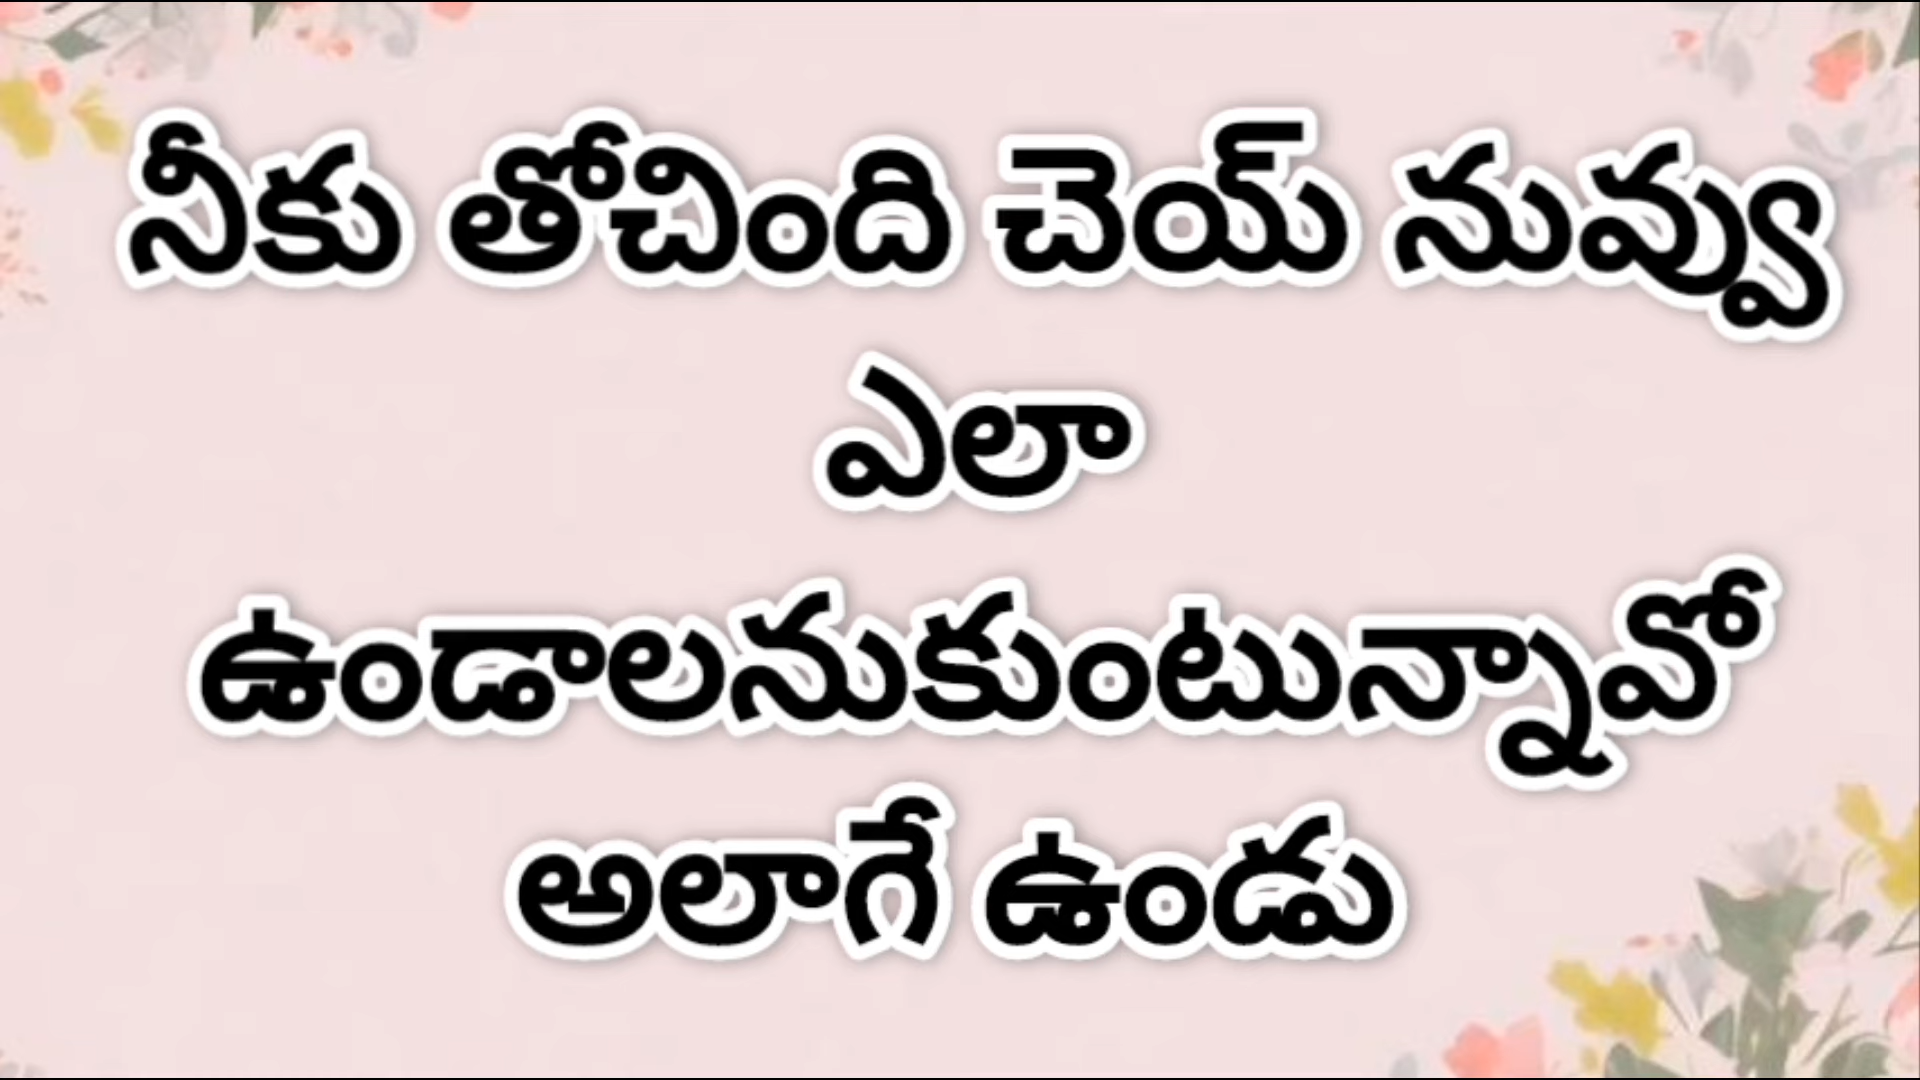 నీకు తోచింది చెయ్ నువ్వు
ఎలా
ఉండాలనుకుంటున్నావో
అలాగే ఉండు